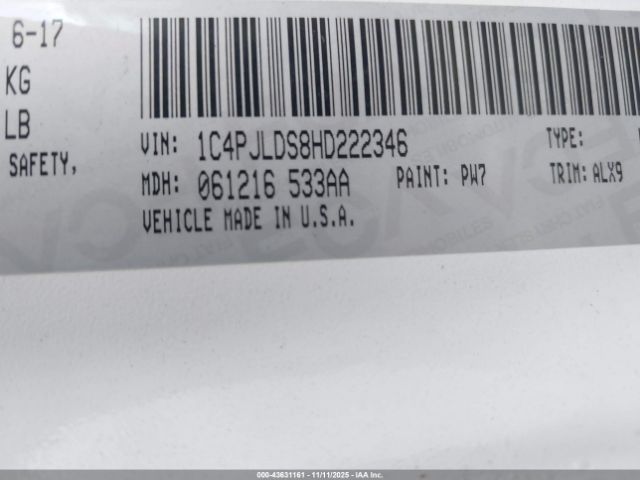 6-17
KG
LB
SAFETY,
VIN: 1C4PJLDS8HD222346 TYPE:
MDH: 061216 533AA PAINT: PW7 TRIM: ALX9
VEHICLE MADE IN U.S.A.
000-43631161 - 11/11/2025 - IAA Inc.